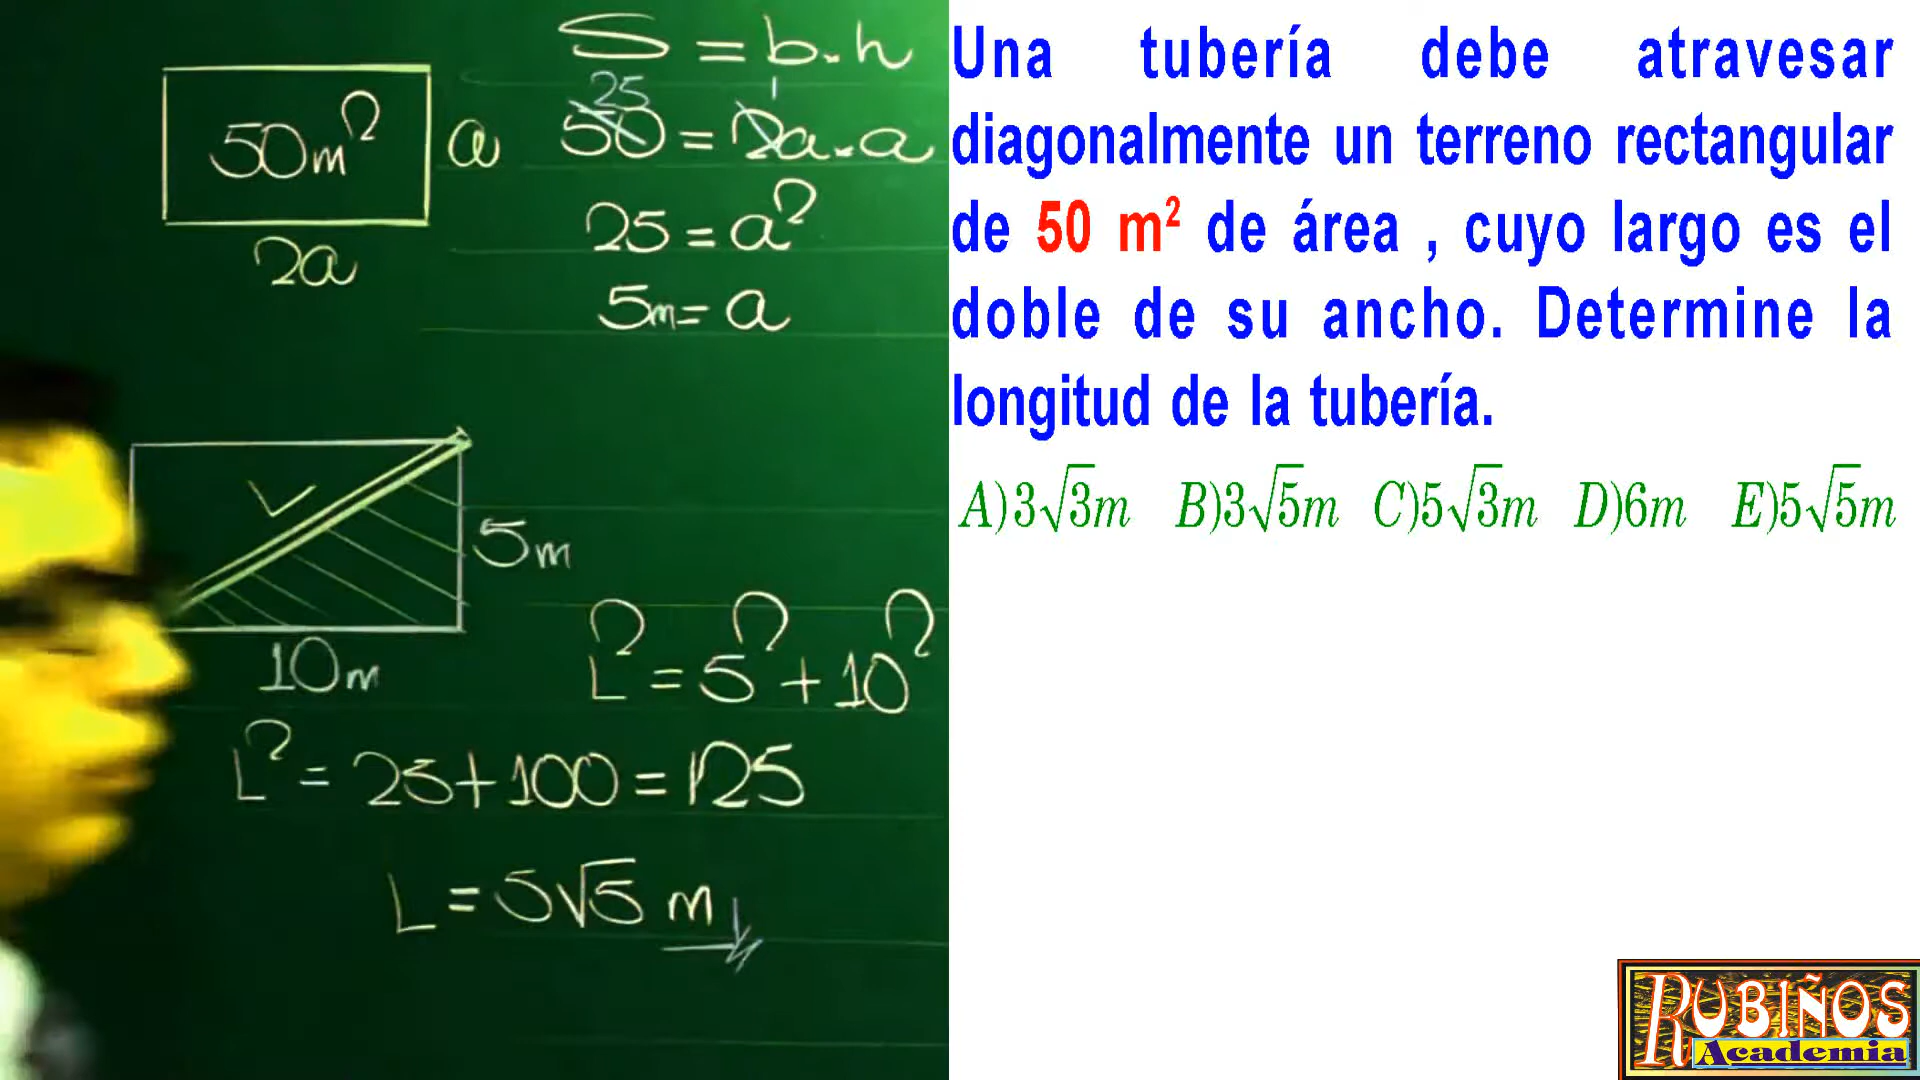 S = b.h
50m² a
25 1
50 = 2a.a
2a
25 = a²
5m = a
5m
10m
L² = 5² + 10²
L² = 25+100 = 125
L = 5√5 m
Una tubería debe atravesar
diagonalmente un terreno rectangular
de 50 m² de área , cuyo largo es el
doble de su ancho. Determine la
longitud de la tubería.
A)3√3m B)3√5m C)5√3m D)6m E)5√5m
RUBIÑOS
Academia